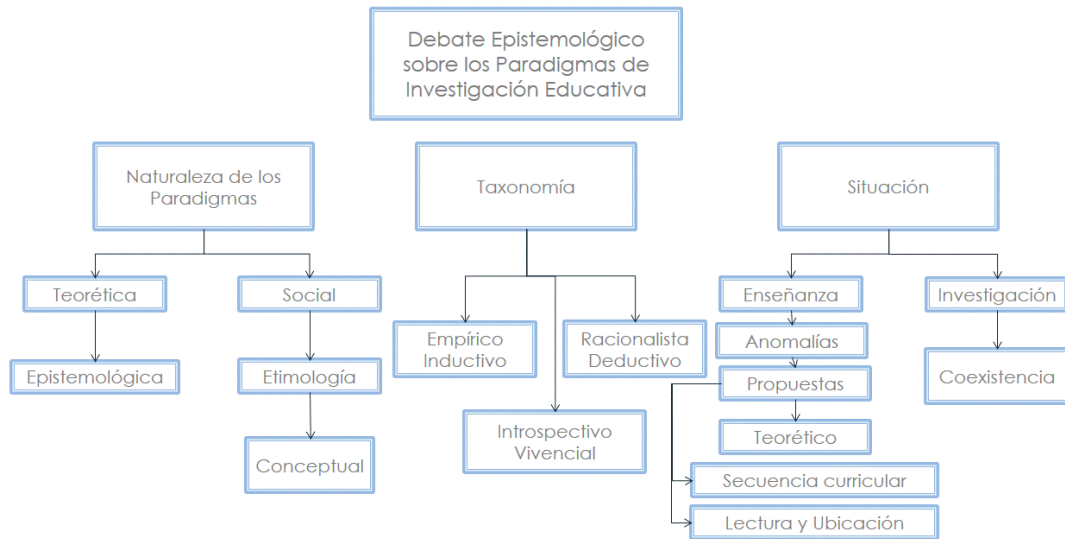 Debate Epistemológico
sobre los Paradigmas de
Investigación Educativa
Naturaleza de los
Paradigmas
Taxonomía
Situación
Teorética
Social
Enseñanza
Investigación
Empírico
Inductivo
Racionalista
Deductivo
Anomalías
Epistemológica
Etimología
Propuestas
Coexistencia
Introspectivo
Vivencial
Teorético
Conceptual
Secuencia curricular
Lectura y Ubicación